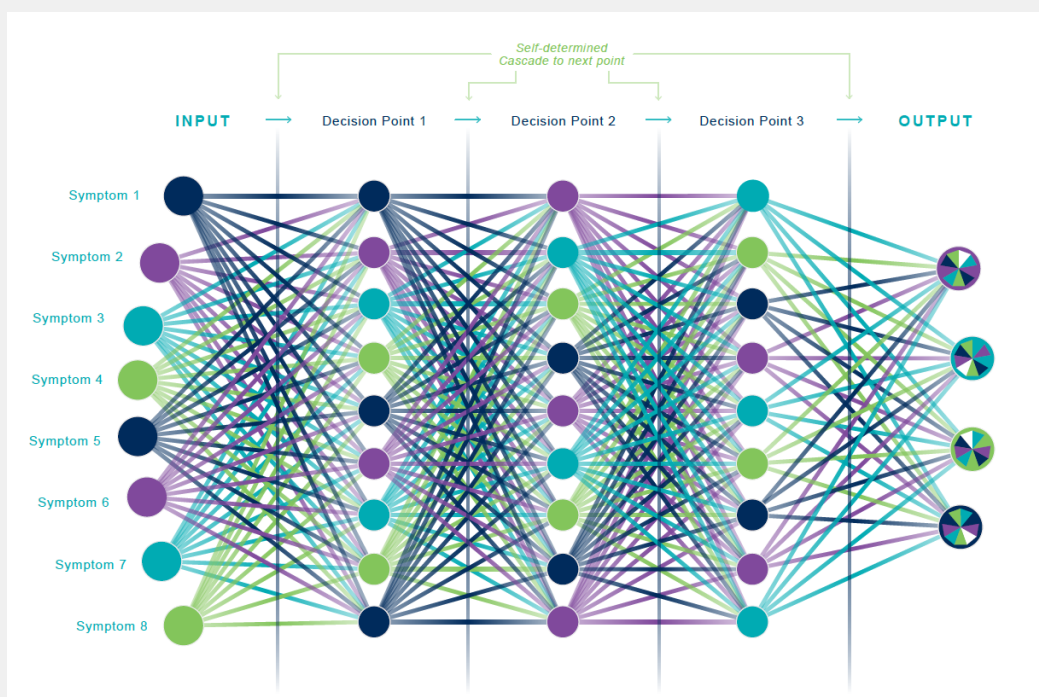 Self-determined
Cascade to next point
INPUT → Decision Point 1 → Decision Point 2 → Decision Point 3 → OUTPUT
Symptom 1
Symptom 2
Symptom 3
Symptom 4
Symptom 5
Symptom 6
Symptom 7
Symptom 8